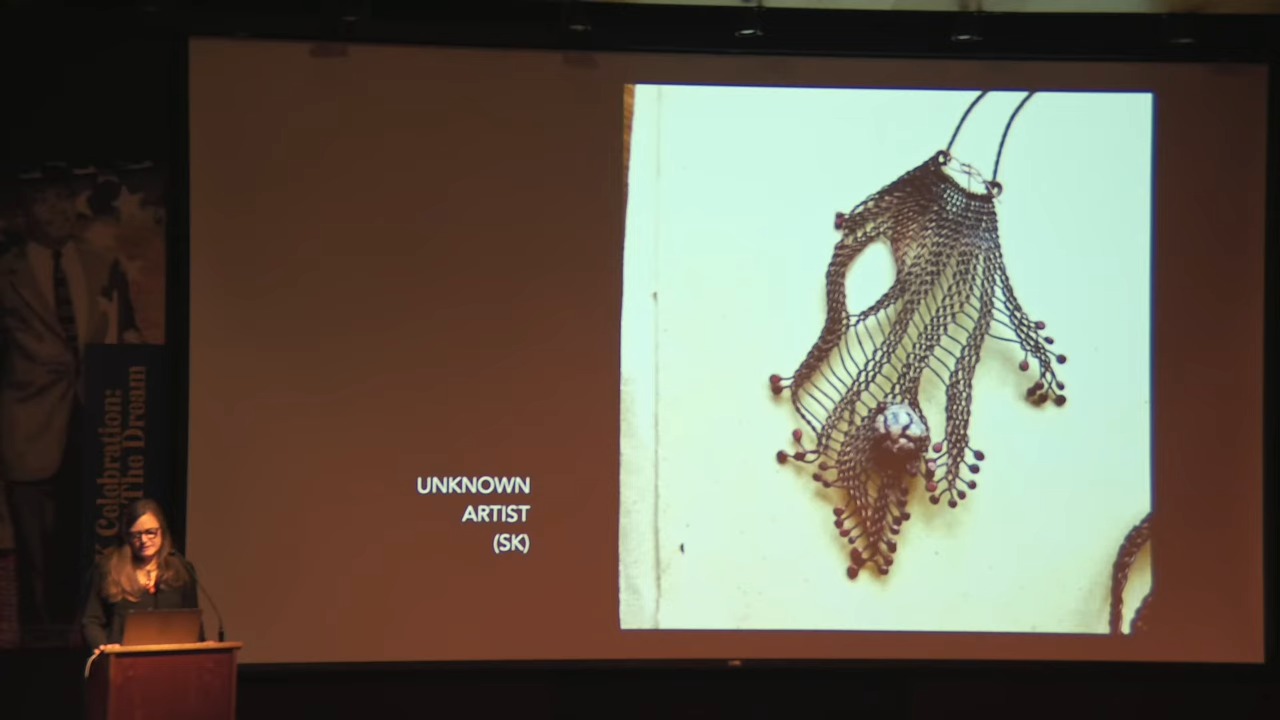 UNKNOWN
ARTIST
(SK)
Celebration:
The Dream